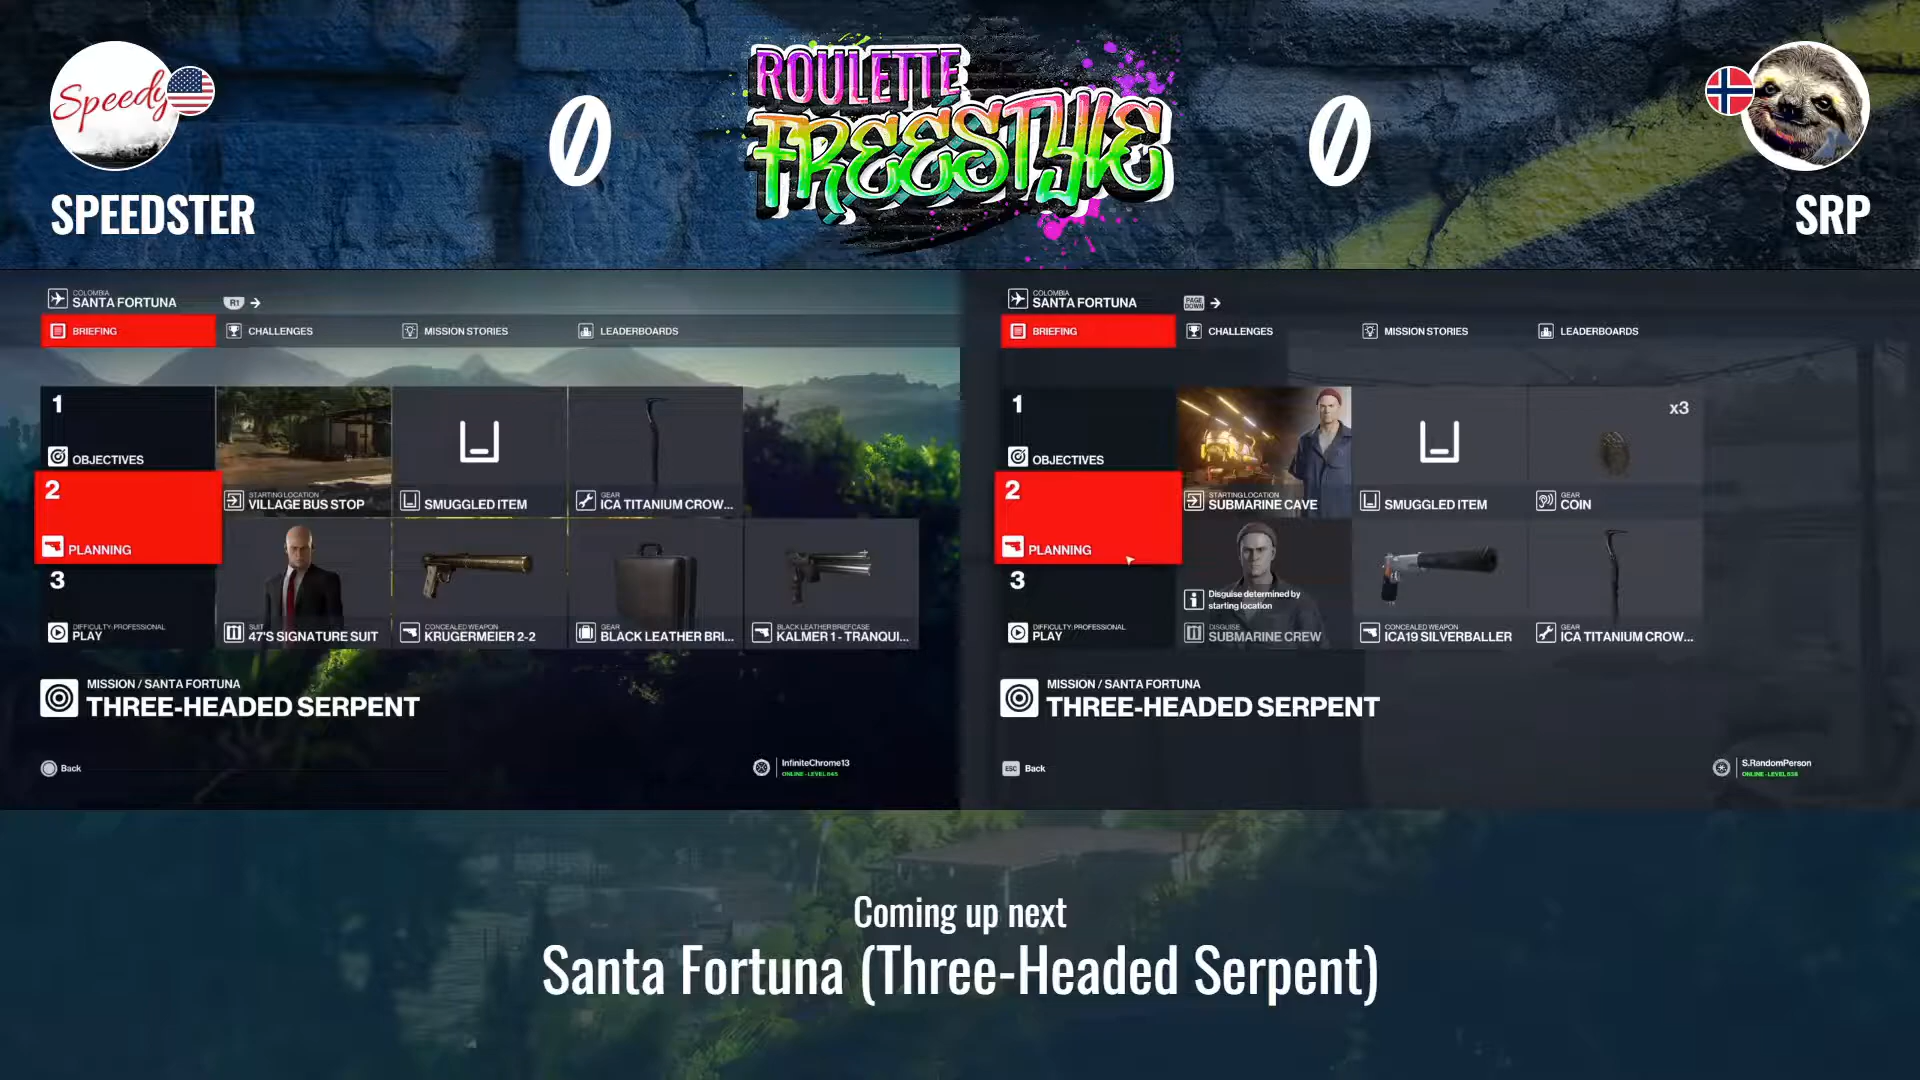 Speedy
SPEEDSTER
0
ROULETTE
FREESTYLE
0
SRP
COLOMBIA
SANTA FORTUNA
R1
BRIEFING
CHALLENGES
MISSION STORIES
LEADERBOARDS
1
OBJECTIVES
2
PLANNING
3
DIFFICULTY: PROFESSIONAL
PLAY
STARTING LOCATION
VILLAGE BUS STOP
SMUGGLED ITEM
GEAR
ICA TITANIUM CROW...
SUIT
47'S SIGNATURE SUIT
CONCEALED WEAPON
KRUGERMEIER 2-2
GEAR
BLACK LEATHER BRI...
BLACK LEATHER BRIEFCASE
KALMER 1 - TRANQUI...
MISSION / SANTA FORTUNA
THREE-HEADED SERPENT
Back
InfiniteChrome13
COLOMBIA
SANTA FORTUNA
PAGE DOWN
BRIEFING
CHALLENGES
MISSION STORIES
LEADERBOARDS
1
OBJECTIVES
2
PLANNING
3
DIFFICULTY: PROFESSIONAL
PLAY
STARTING LOCATION
SUBMARINE CAVE
SMUGGLED ITEM
x3
GEAR
COIN
Disguise determined by
starting location
DISGUISE
SUBMARINE CREW
CONCEALED WEAPON
ICA19 SILVERBALLER
GEAR
ICA TITANIUM CROW...
MISSION / SANTA FORTUNA
THREE-HEADED SERPENT
ESC
Back
S.RandomPerson
Coming up next
Santa Fortuna (Three-Headed Serpent)